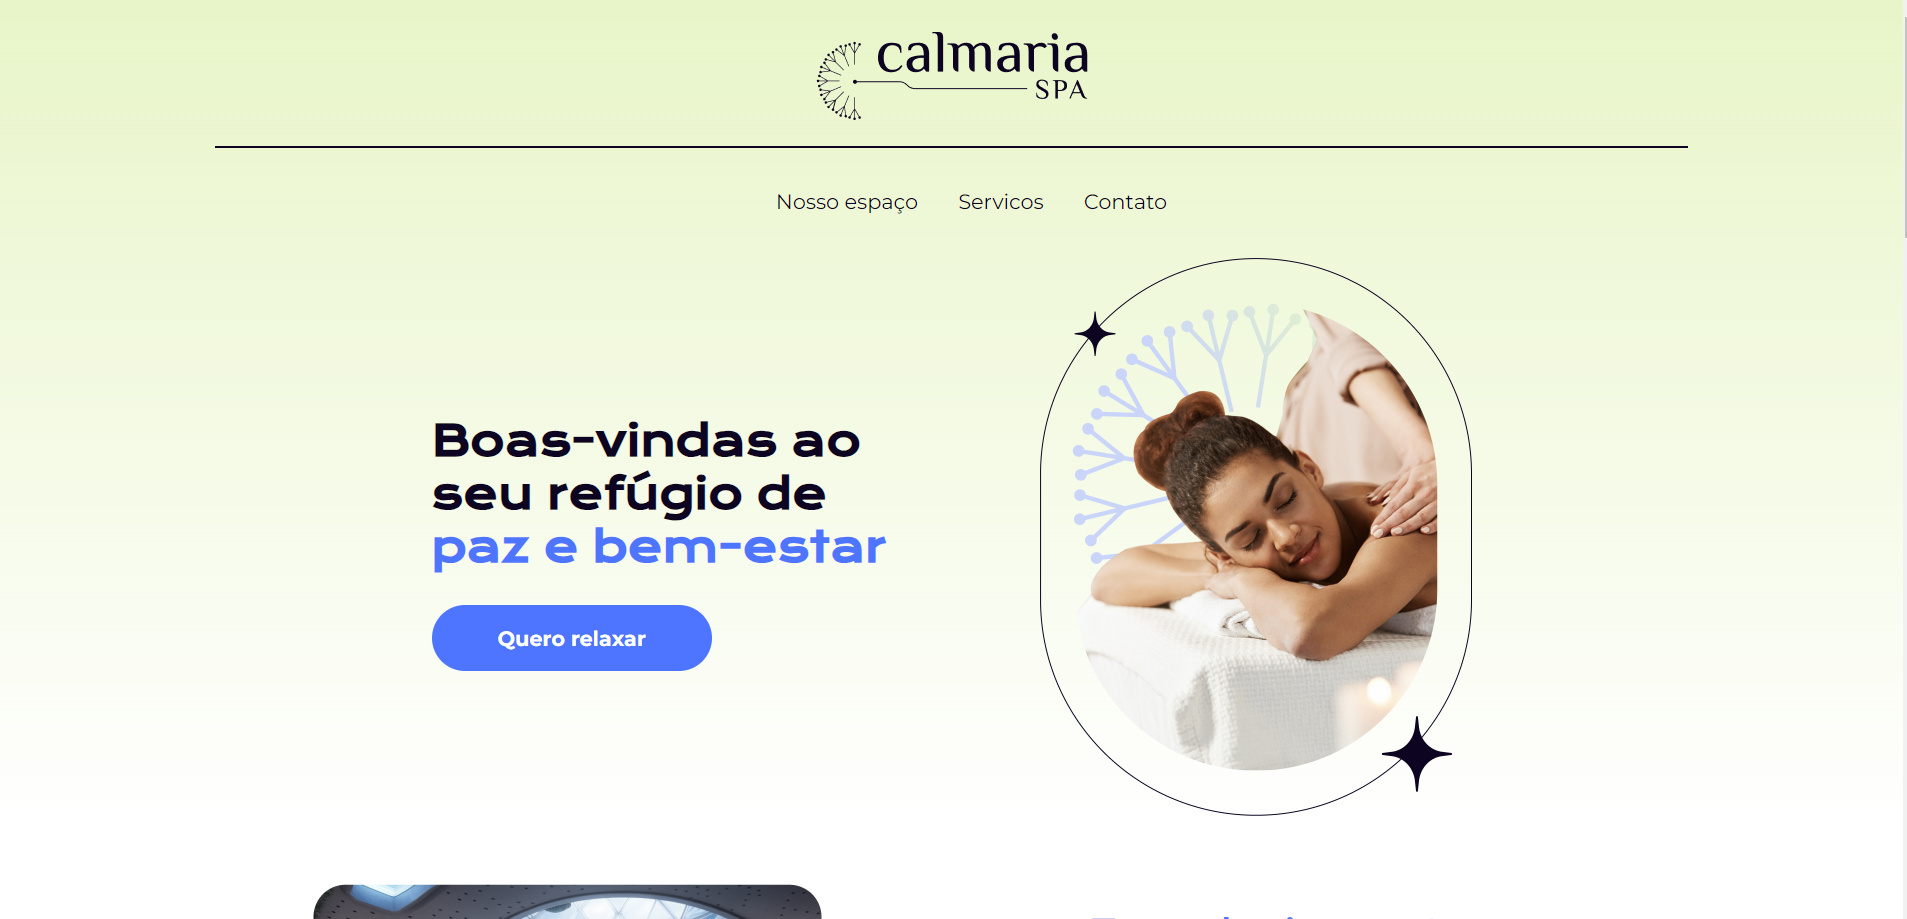 calmaria
SPA
Nosso espaço
Servicos
Contato
Boas-vindas ao
seu refúgio de
paz e bem-estar
Quero relaxar